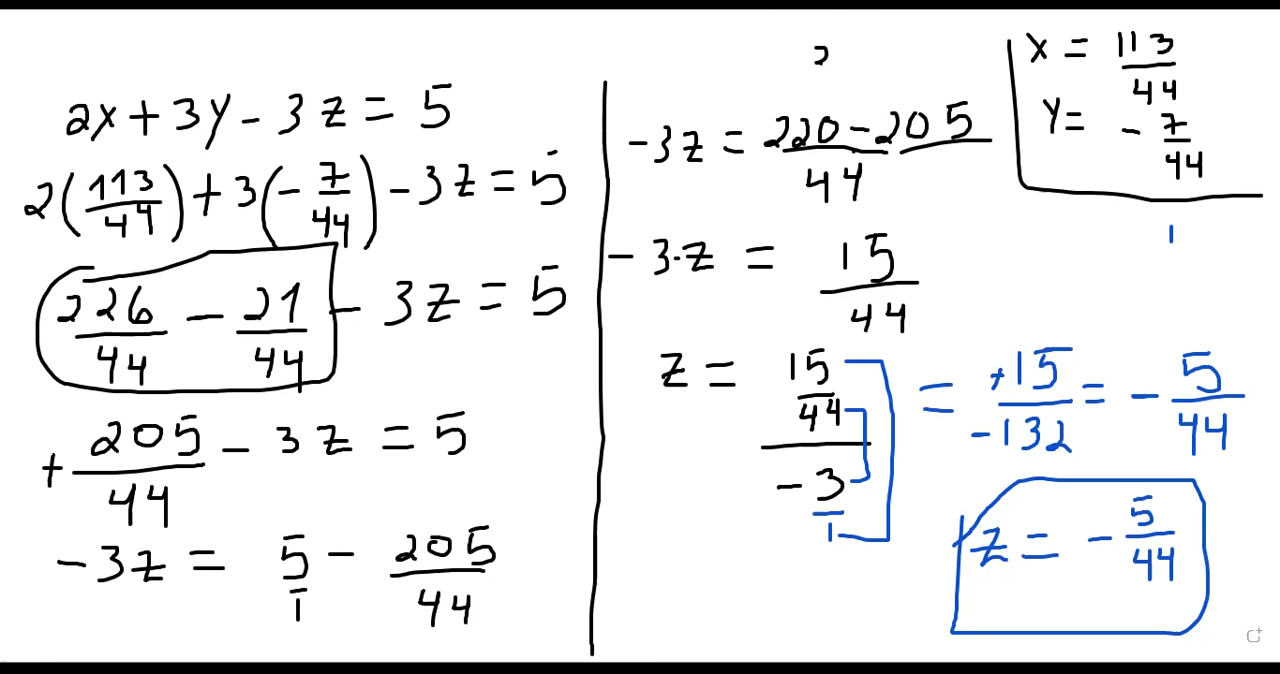 2x + 3y - 3z = 5
2(113/44) + 3(- 7/44) - 3z = 5
226/44 - 21/44 - 3z = 5
+ 205/44 - 3z = 5
-3z = 5/1 - 205/44
-3z = 220 - 205/44
-3·z = 15/44
z = 15/44/-3/1 = +15/-132 = - 5/44
z = - 5/44
x = 113/44
y = - 7/44